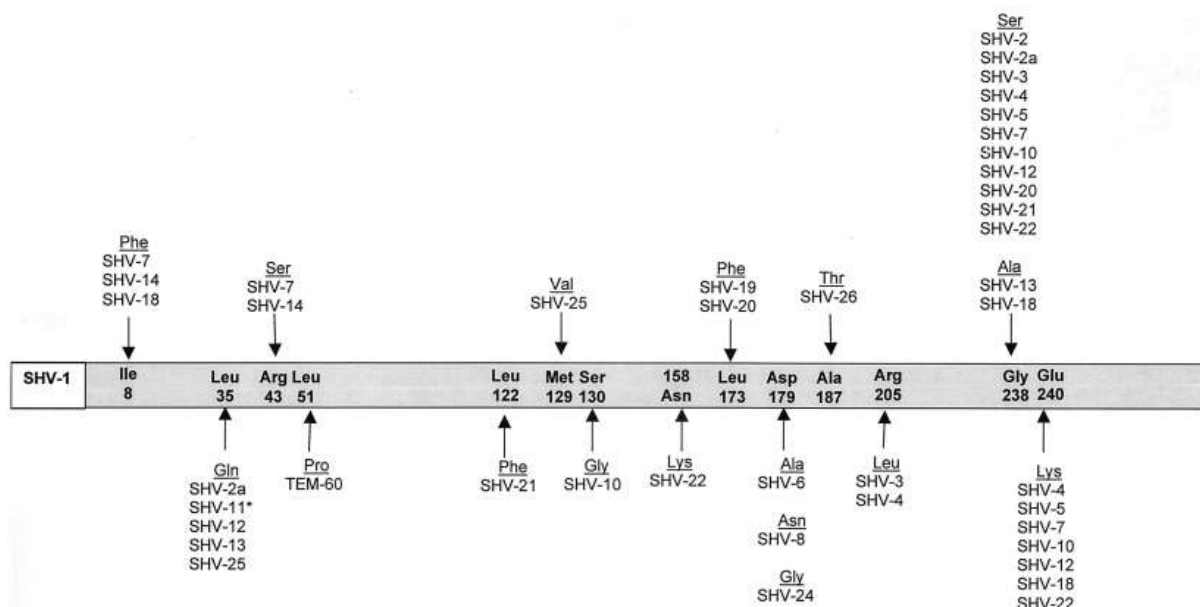 Ser
SHV-2
SHV-2a
SHV-3
SHV-4
SHV-5
SHV-7
SHV-10
SHV-12
SHV-20
SHV-21
SHV-22
Phe
SHV-7
SHV-14
SHV-18
Ser
SHV-7
SHV-14
Val
SHV-25
Phe
SHV-19
SHV-20
Thr
SHV-26
Ala
SHV-13
SHV-18
SHV-1
Ile
8
Leu
35
Arg
43
Leu
51
Leu
122
Met
129
Ser
130
158
Asn
Leu
173
Asp
179
Ala
187
Arg
205
Gly
238
Glu
240
Gln
SHV-2a
SHV-11*
SHV-12
SHV-13
SHV-25
Pro
TEM-60
Phe
SHV-21
Gly
SHV-10
Lys
SHV-22
Ala
SHV-6
Asn
SHV-8
Gly
SHV-24
Leu
SHV-3
SHV-4
Lys
SHV-4
SHV-5
SHV-7
SHV-10
SHV-12
SHV-18
SHV-22